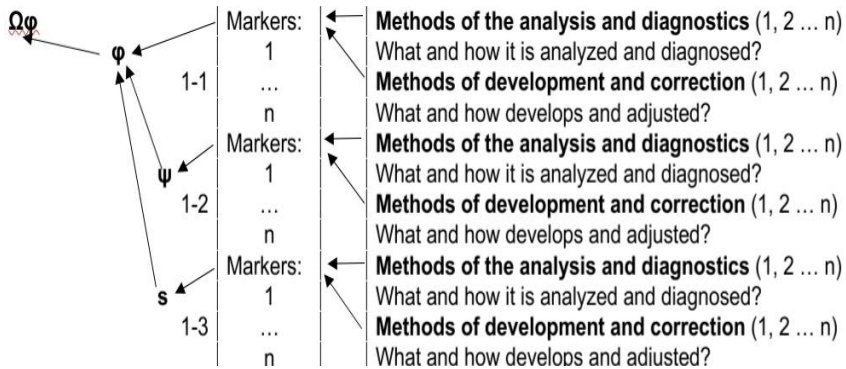 Ωφ Markers: Methods of the analysis and diagnostics (1, 2 ... n)
φ 1 What and how it is analyzed and diagnosed?
1-1 ... Methods of development and correction (1, 2 ... n)
n What and how develops and adjusted?
Markers: Methods of the analysis and diagnostics (1, 2 ... n)
ψ 1 What and how it is analyzed and diagnosed?
1-2 ... Methods of development and correction (1, 2 ... n)
n What and how develops and adjusted?
Markers: Methods of the analysis and diagnostics (1, 2 ... n)
s 1 What and how it is analyzed and diagnosed?
1-3 ... Methods of development and correction (1, 2 ... n)
n What and how develops and adjusted?